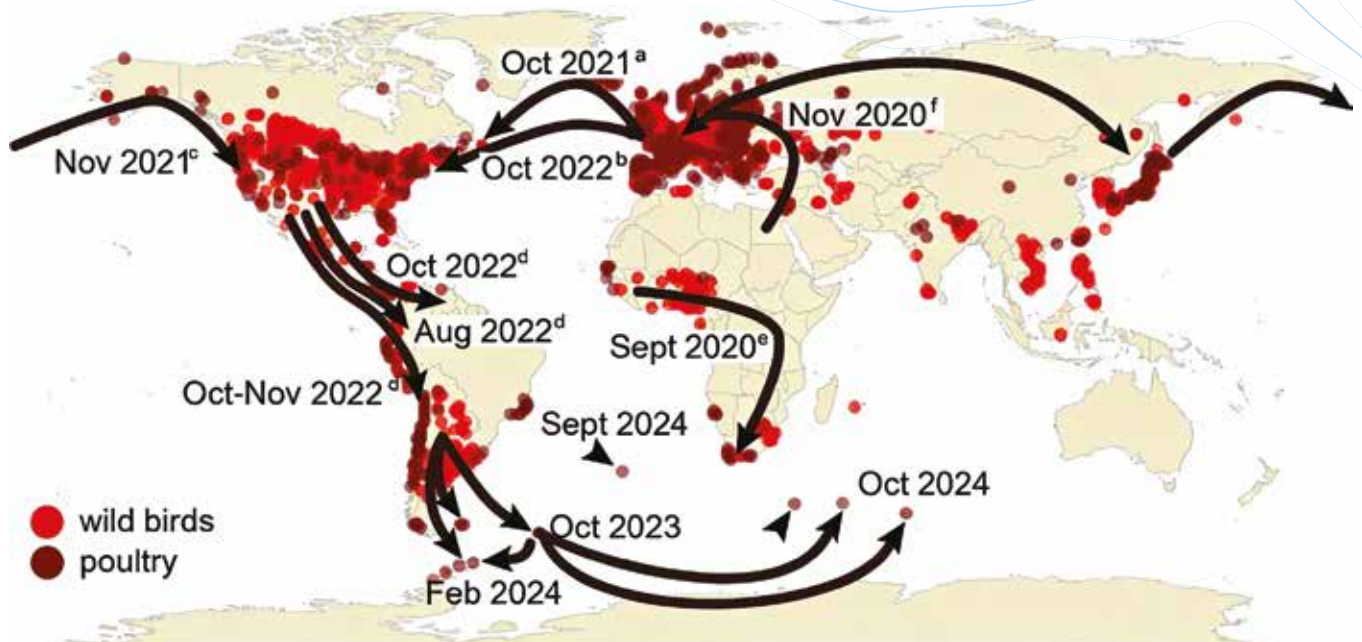 Oct 2021ᵃ
Nov 2020ᶠ
Nov 2021ᶜ
Oct 2022ᵇ
Oct 2022ᵈ
Aug 2022ᵈ
Sept 2020ᵉ
Oct-Nov 2022ᵈ
Sept 2024
Oct 2024
wild birds
Oct 2023
poultry
Feb 2024